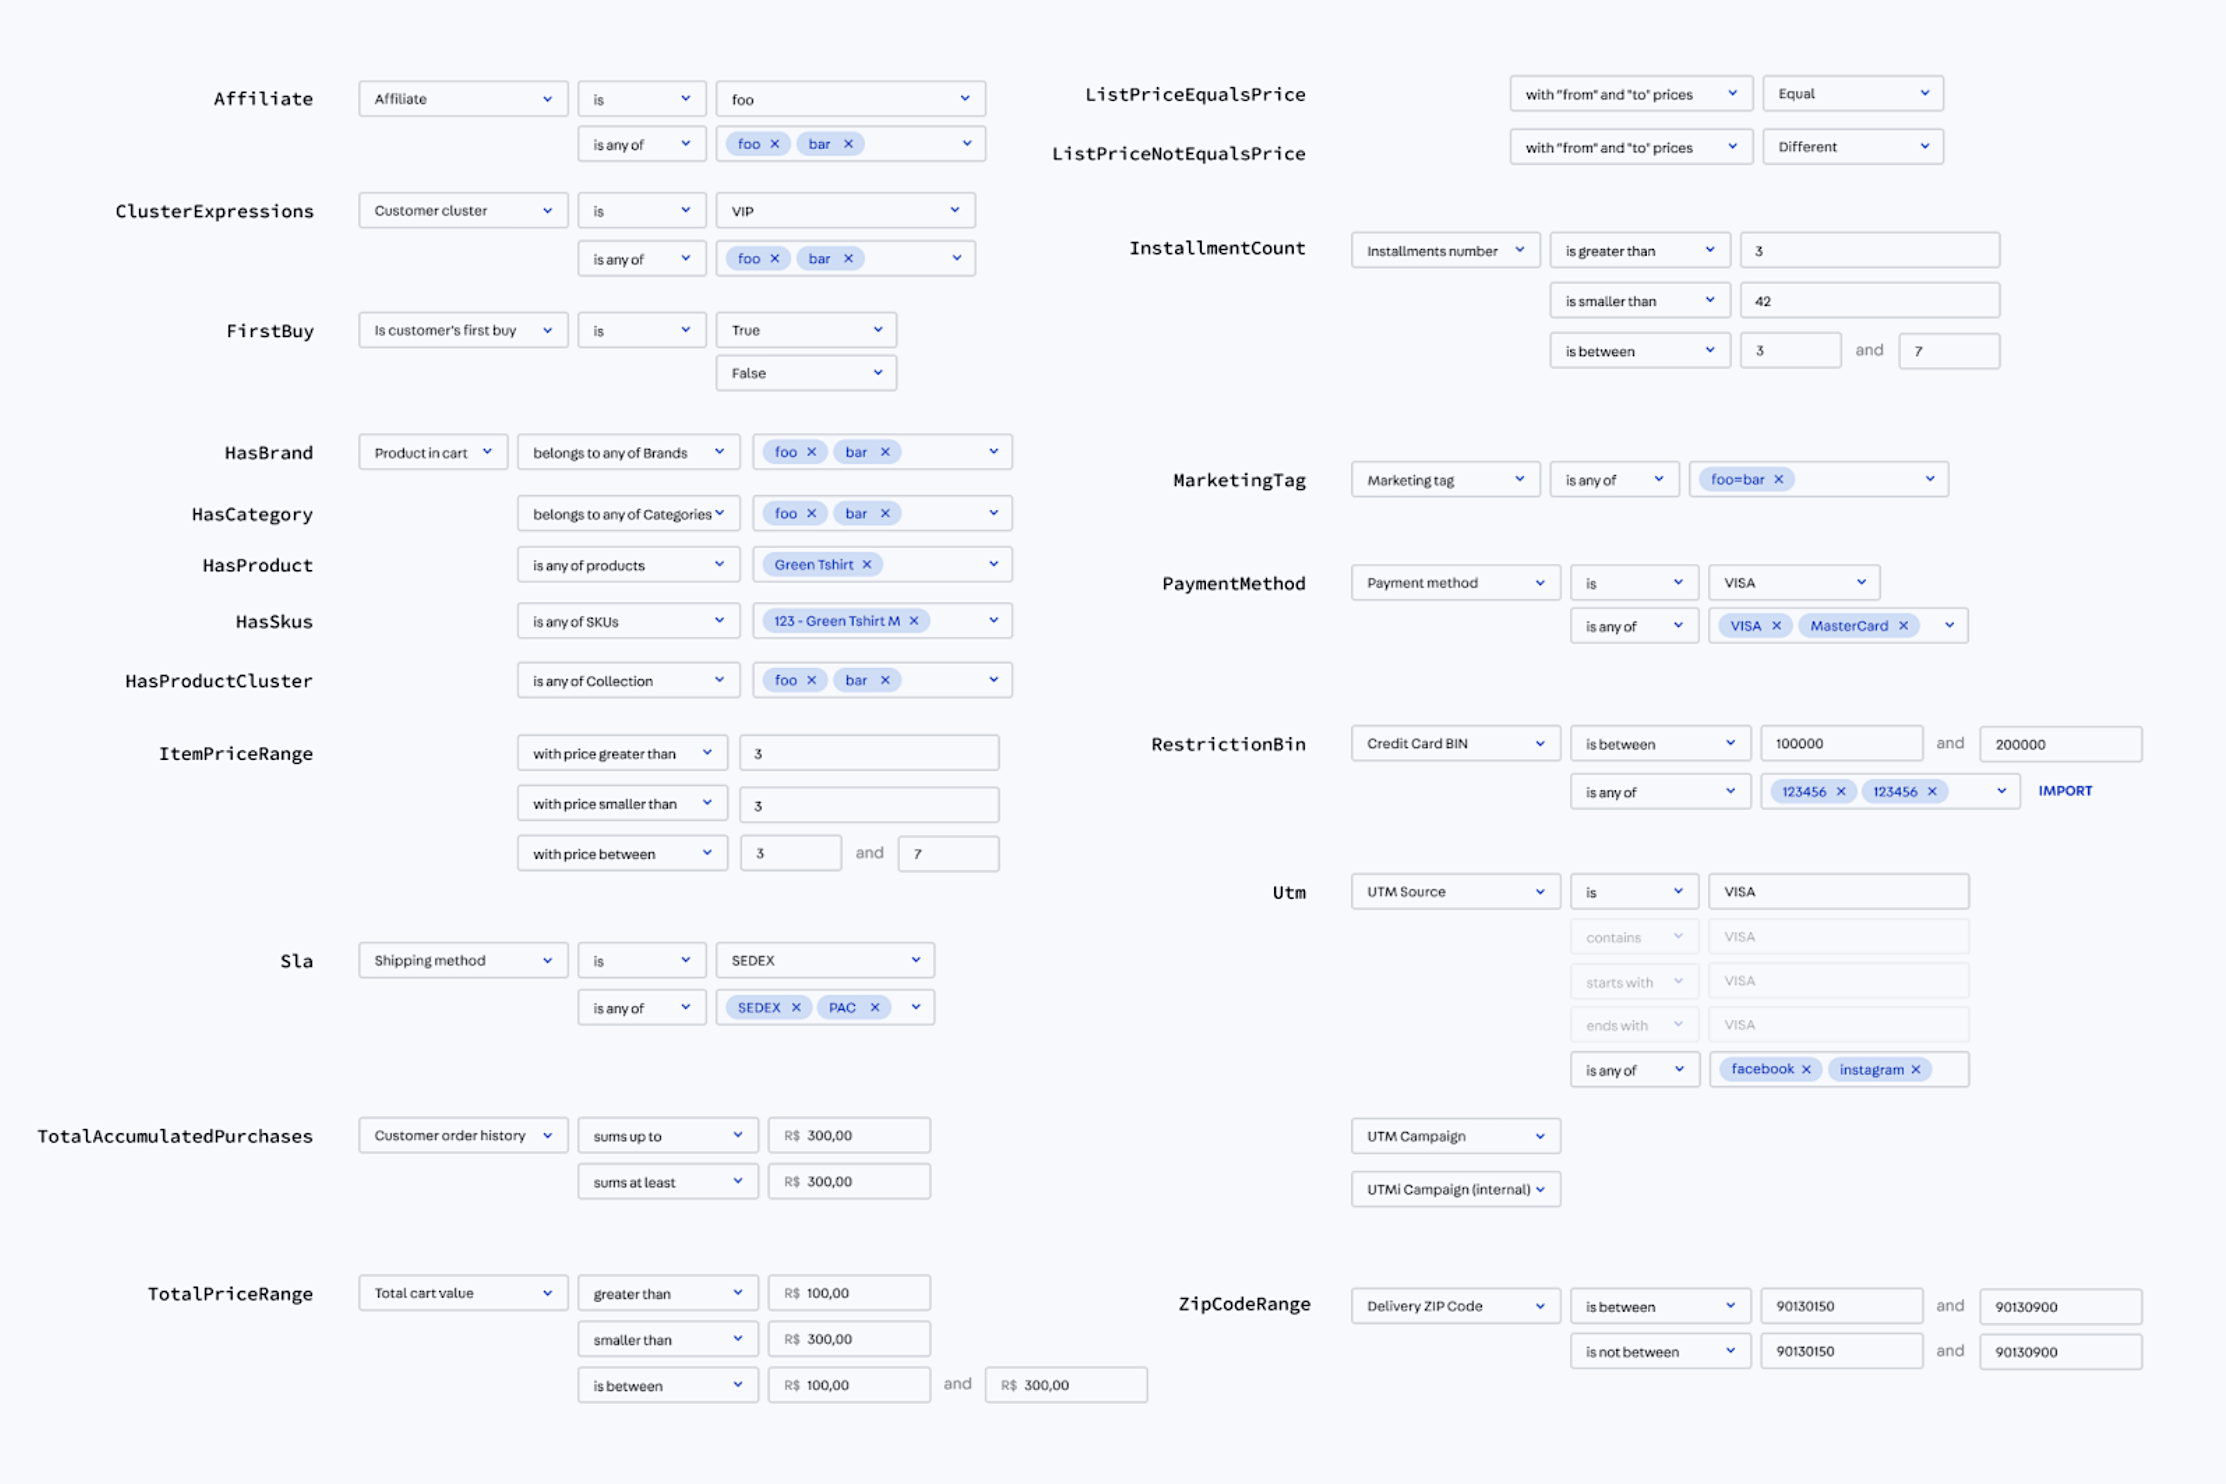 Affiliate Affiliate is foo
is any of foo bar
ClusterExpressions Customer cluster is VIP
is any of foo bar
FirstBuy Is customer's first buy is True
False
HasBrand Product in cart belongs to any of Brands foo bar
HasCategory belongs to any of Categories foo bar
HasProduct is any of products Green Tshirt
HasSkus is any of SKUs 123 - Green Tshirt M
HasProductCluster is any of Collection foo bar
ItemPriceRange with price greater than 3
with price smaller than 3
with price between 3 and 7
Sla Shipping method is SEDEX
is any of SEDEX PAC
TotalAccumulatedPurchases Customer order history sums up to R$ 300,00
sums at least R$ 300,00
TotalPriceRange Total cart value greater than R$ 100,00
smaller than R$ 300,00
is between R$ 100,00 and R$ 300,00
ListPriceEqualsPrice with "from" and "to" prices Equal
ListPriceNotEqualsPrice with "from" and "to" prices Different
InstallmentCount Installments number is greater than 3
is smaller than 42
is between 3 and 7
MarketingTag Marketing tag is any of foo=bar
PaymentMethod Payment method is VISA
is any of VISA MasterCard
RestrictionBin Credit Card BIN is between 100000 and 200000
is any of 123456 123456 IMPORT
Utm UTM Source is VISA
contains VISA
starts with VISA
ends with VISA
is any of facebook instagram
UTM Campaign
UTMi Campaign (internal)
ZipCodeRange Delivery ZIP Code is between 90130150 and 90130900
is not between 90130150 and 90130900